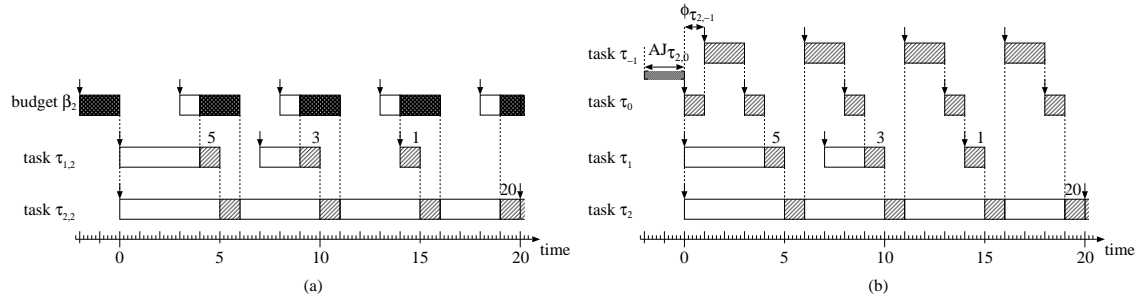 budget β2
task τ1,2
5
3
1
task τ2,2
20
0
5
10
15
20
time
(a)
ϕτ2,−1
task τ−1
AJτ2,0
task τ0
task τ1
5
3
1
task τ2
20
0
5
10
15
20
time
(b)